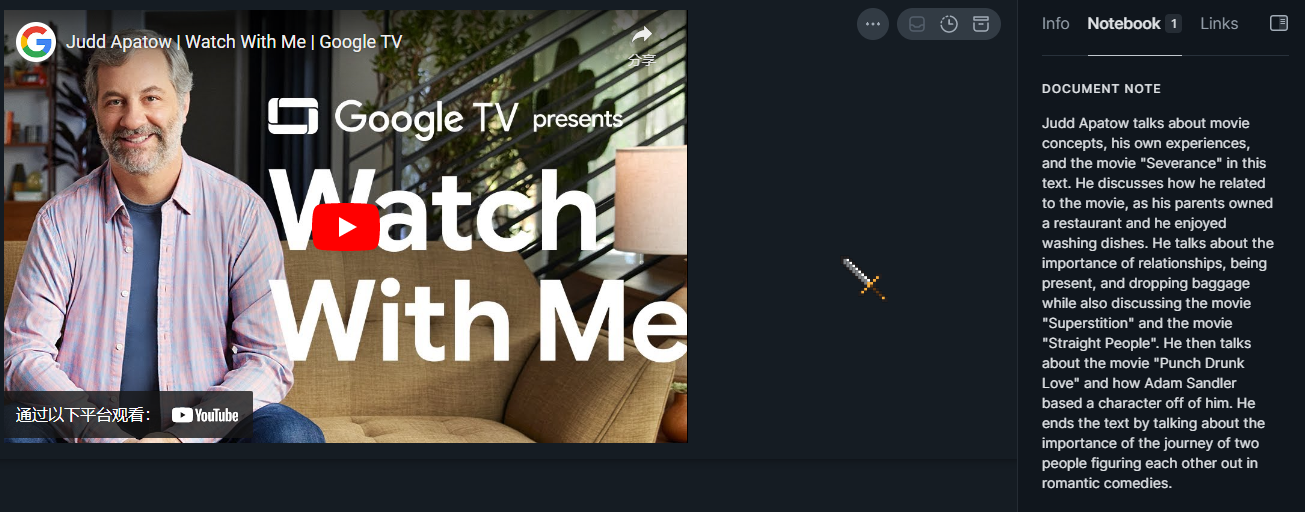 Judd Apatow | Watch With Me | Google TV
分享
Google TV presents
Watch
With Me
通过以下平台观看：
YouTube
Info
Notebook 1
Links
DOCUMENT NOTE
Judd Apatow talks about movie
concepts, his own experiences,
and the movie "Severance" in this
text. He discusses how he related
to the movie, as his parents owned
a restaurant and he enjoyed
washing dishes. He talks about the
importance of relationships, being
present, and dropping baggage
while also discussing the movie
"Superstition" and the movie
"Straight People". He then talks
about the movie "Punch Drunk
Love" and how Adam Sandler
based a character off of him. He
ends the text by talking about the
importance of the journey of two
people figuring each other out in
romantic comedies.